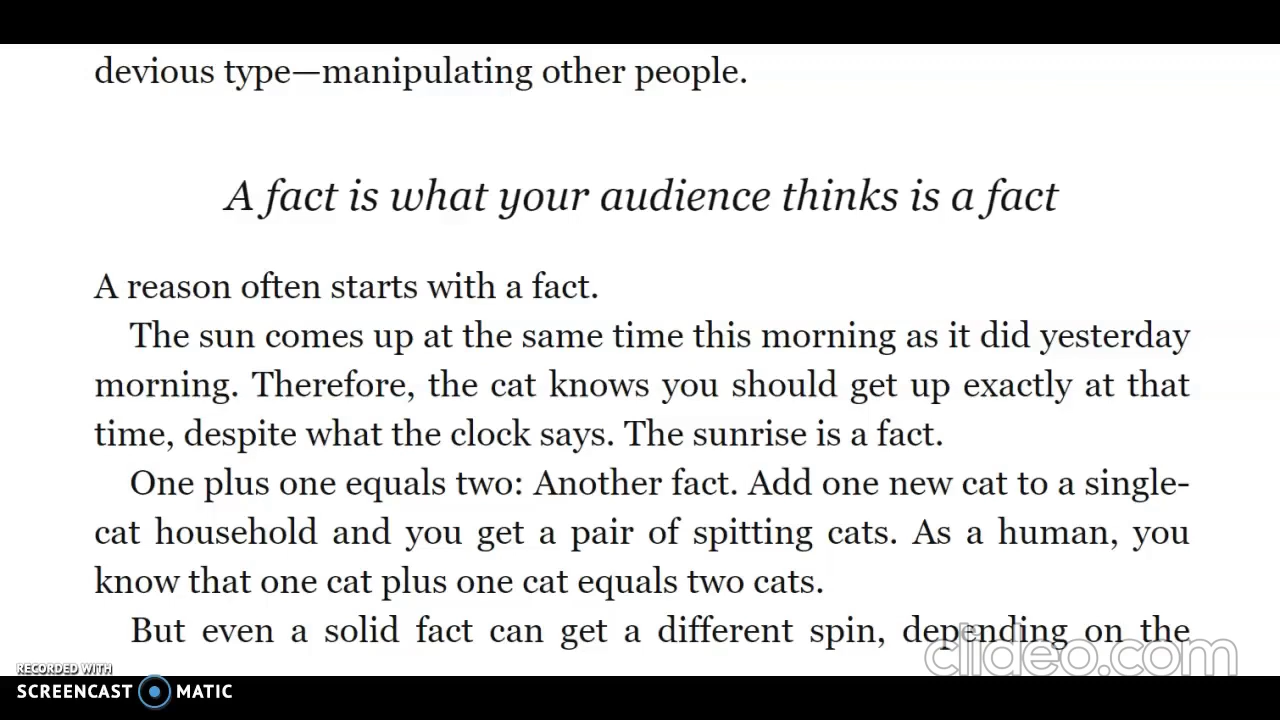 devious type—manipulating other people.
A fact is what your audience thinks is a fact
A reason often starts with a fact.
The sun comes up at the same time this morning as it did yesterday
morning. Therefore, the cat knows you should get up exactly at that
time, despite what the clock says. The sunrise is a fact.
One plus one equals two: Another fact. Add one new cat to a single-
cat household and you get a pair of spitting cats. As a human, you
know that one cat plus one cat equals two cats.
But even a solid fact can get a different spin, depending on the
clideo.com
RECORDED WITH
SCREENCAST MATIC